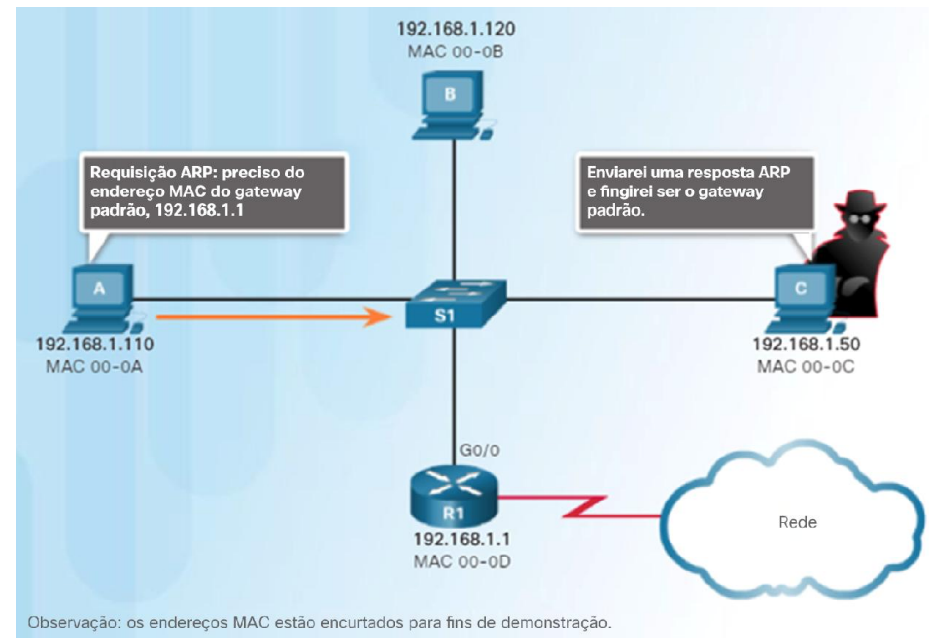 192.168.1.120
MAC 00-0B
B
Requisição ARP: preciso do
endereço MAC do gateway
padrão, 192.168.1.1
Enviarei uma resposta ARP
e fingirei ser o gateway
padrão.
A
S1
C
192.168.1.110
MAC 00-0A
192.168.1.50
MAC 00-0C
G0/0
R1
192.168.1.1
MAC 00-0D
Rede
Observação: os endereços MAC estão encurtados para fins de demonstração.